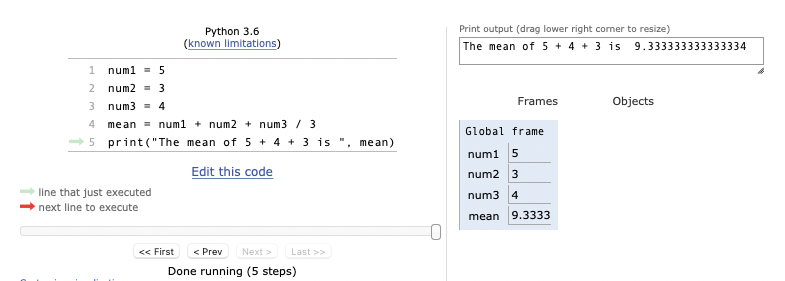 Python 3.6
(known limitations)
1 num1 = 5
2 num2 = 3
3 num3 = 4
4 mean = num1 + num2 + num3 / 3
5 print("The mean of 5 + 4 + 3 is ", mean)
Edit this code
line that just executed
next line to execute
<< First
< Prev
Next >
Last >>
Done running (5 steps)
Print output (drag lower right corner to resize)
The mean of 5 + 4 + 3 is  9.333333333333334
Frames
Objects
Global frame
num1 5
num2 3
num3 4
mean 9.3333